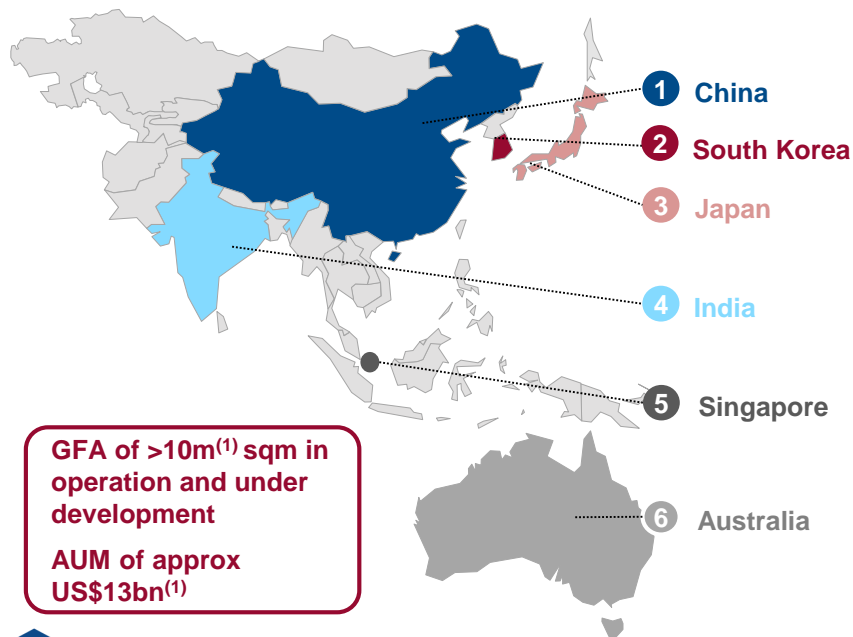 1 China
2 South Korea
3 Japan
4 India
5 Singapore
GFA of >10m(1) sqm in
operation and under
development
AUM of approx
US$13bn(1)
6 Australia